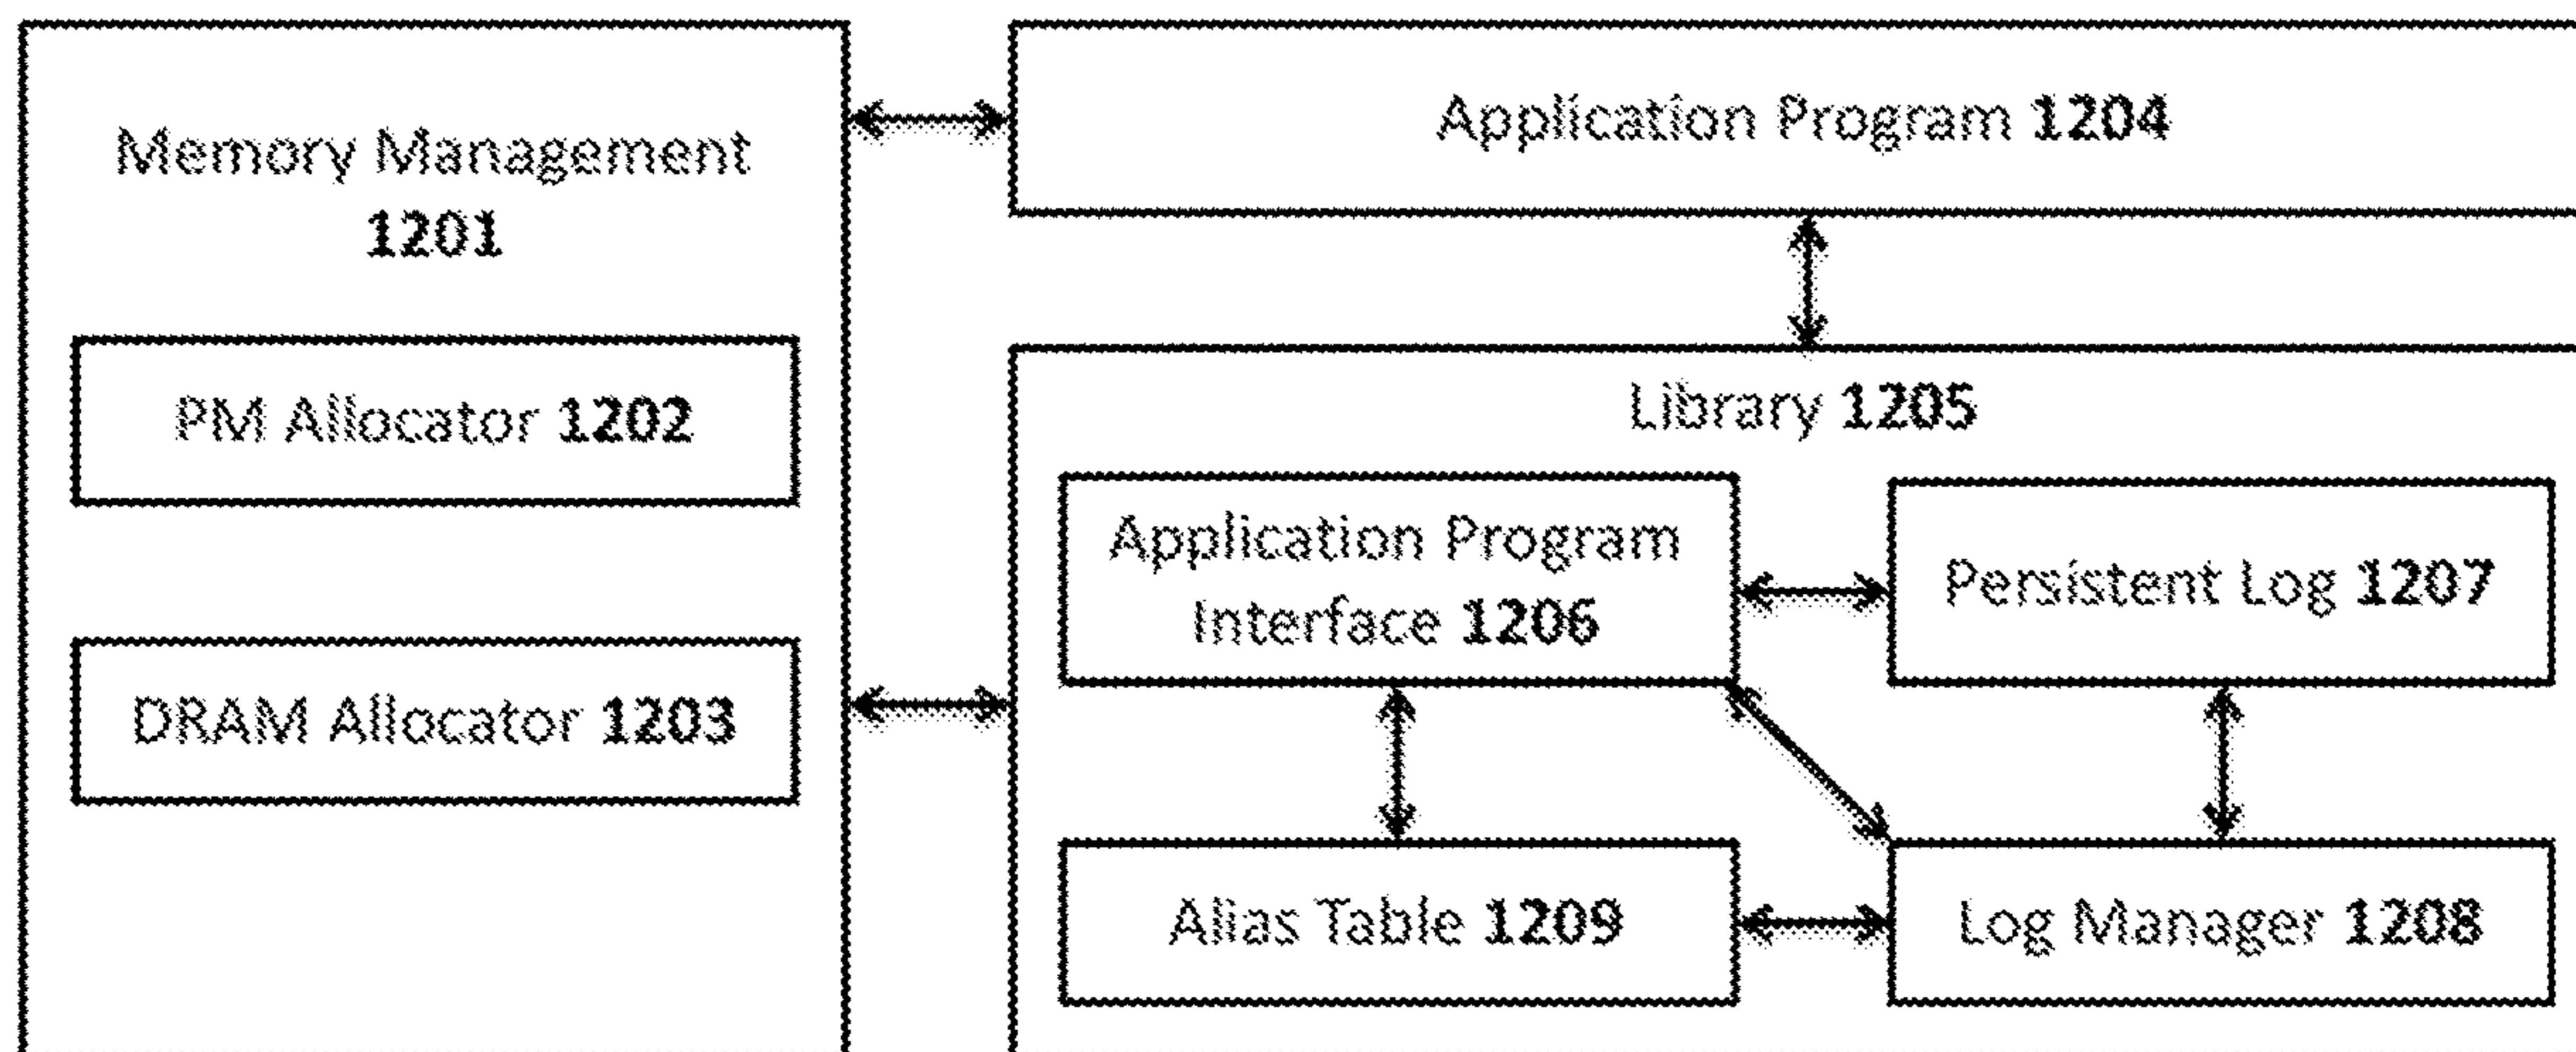 Memory Management
1201
PM Allocator 1202
DRAM Allocator 1203
Application Program 1204
Library 1205
Application Program
Interface 1206
Persistent Log 1207
Alias Table 1209
Log Manager 1208